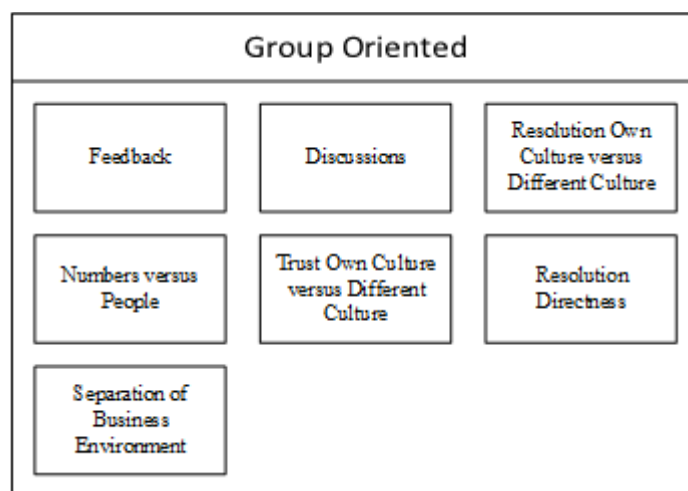 Group Oriented
Feedback
Discussions
Resolution Own
Culture versus
Different Culture
Numbers versus
People
Trust Own Culture
versus Different
Culture
Resolution
Directness
Separation of
Business
Environment